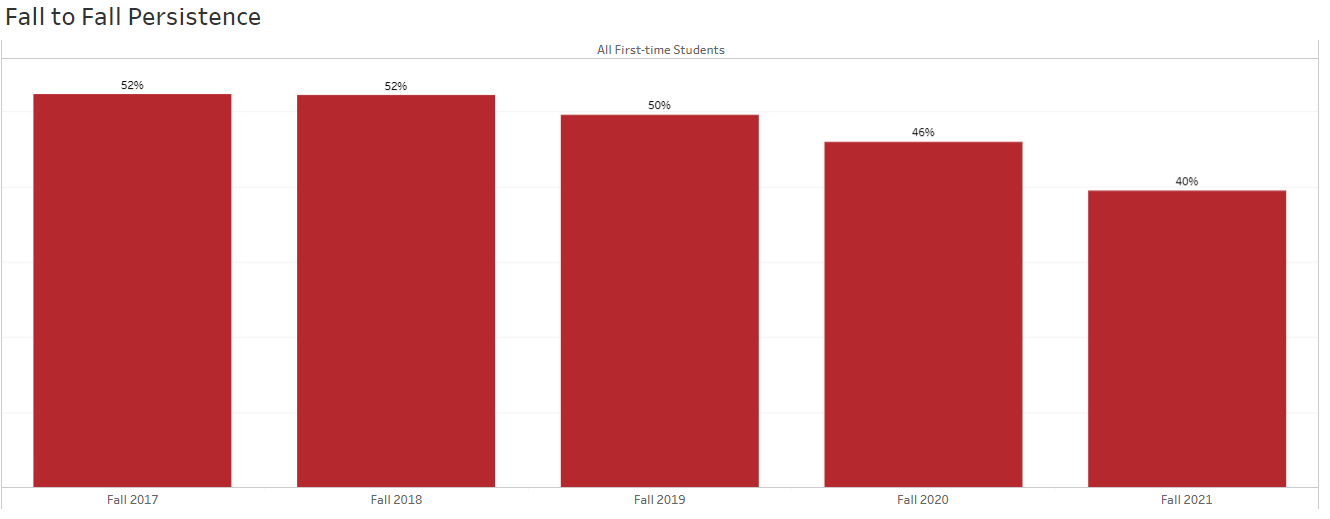 Fall to Fall Persistence
All First-time Students
52%
52%
50%
46%
40%
Fall 2017
Fall 2018
Fall 2019
Fall 2020
Fall 2021